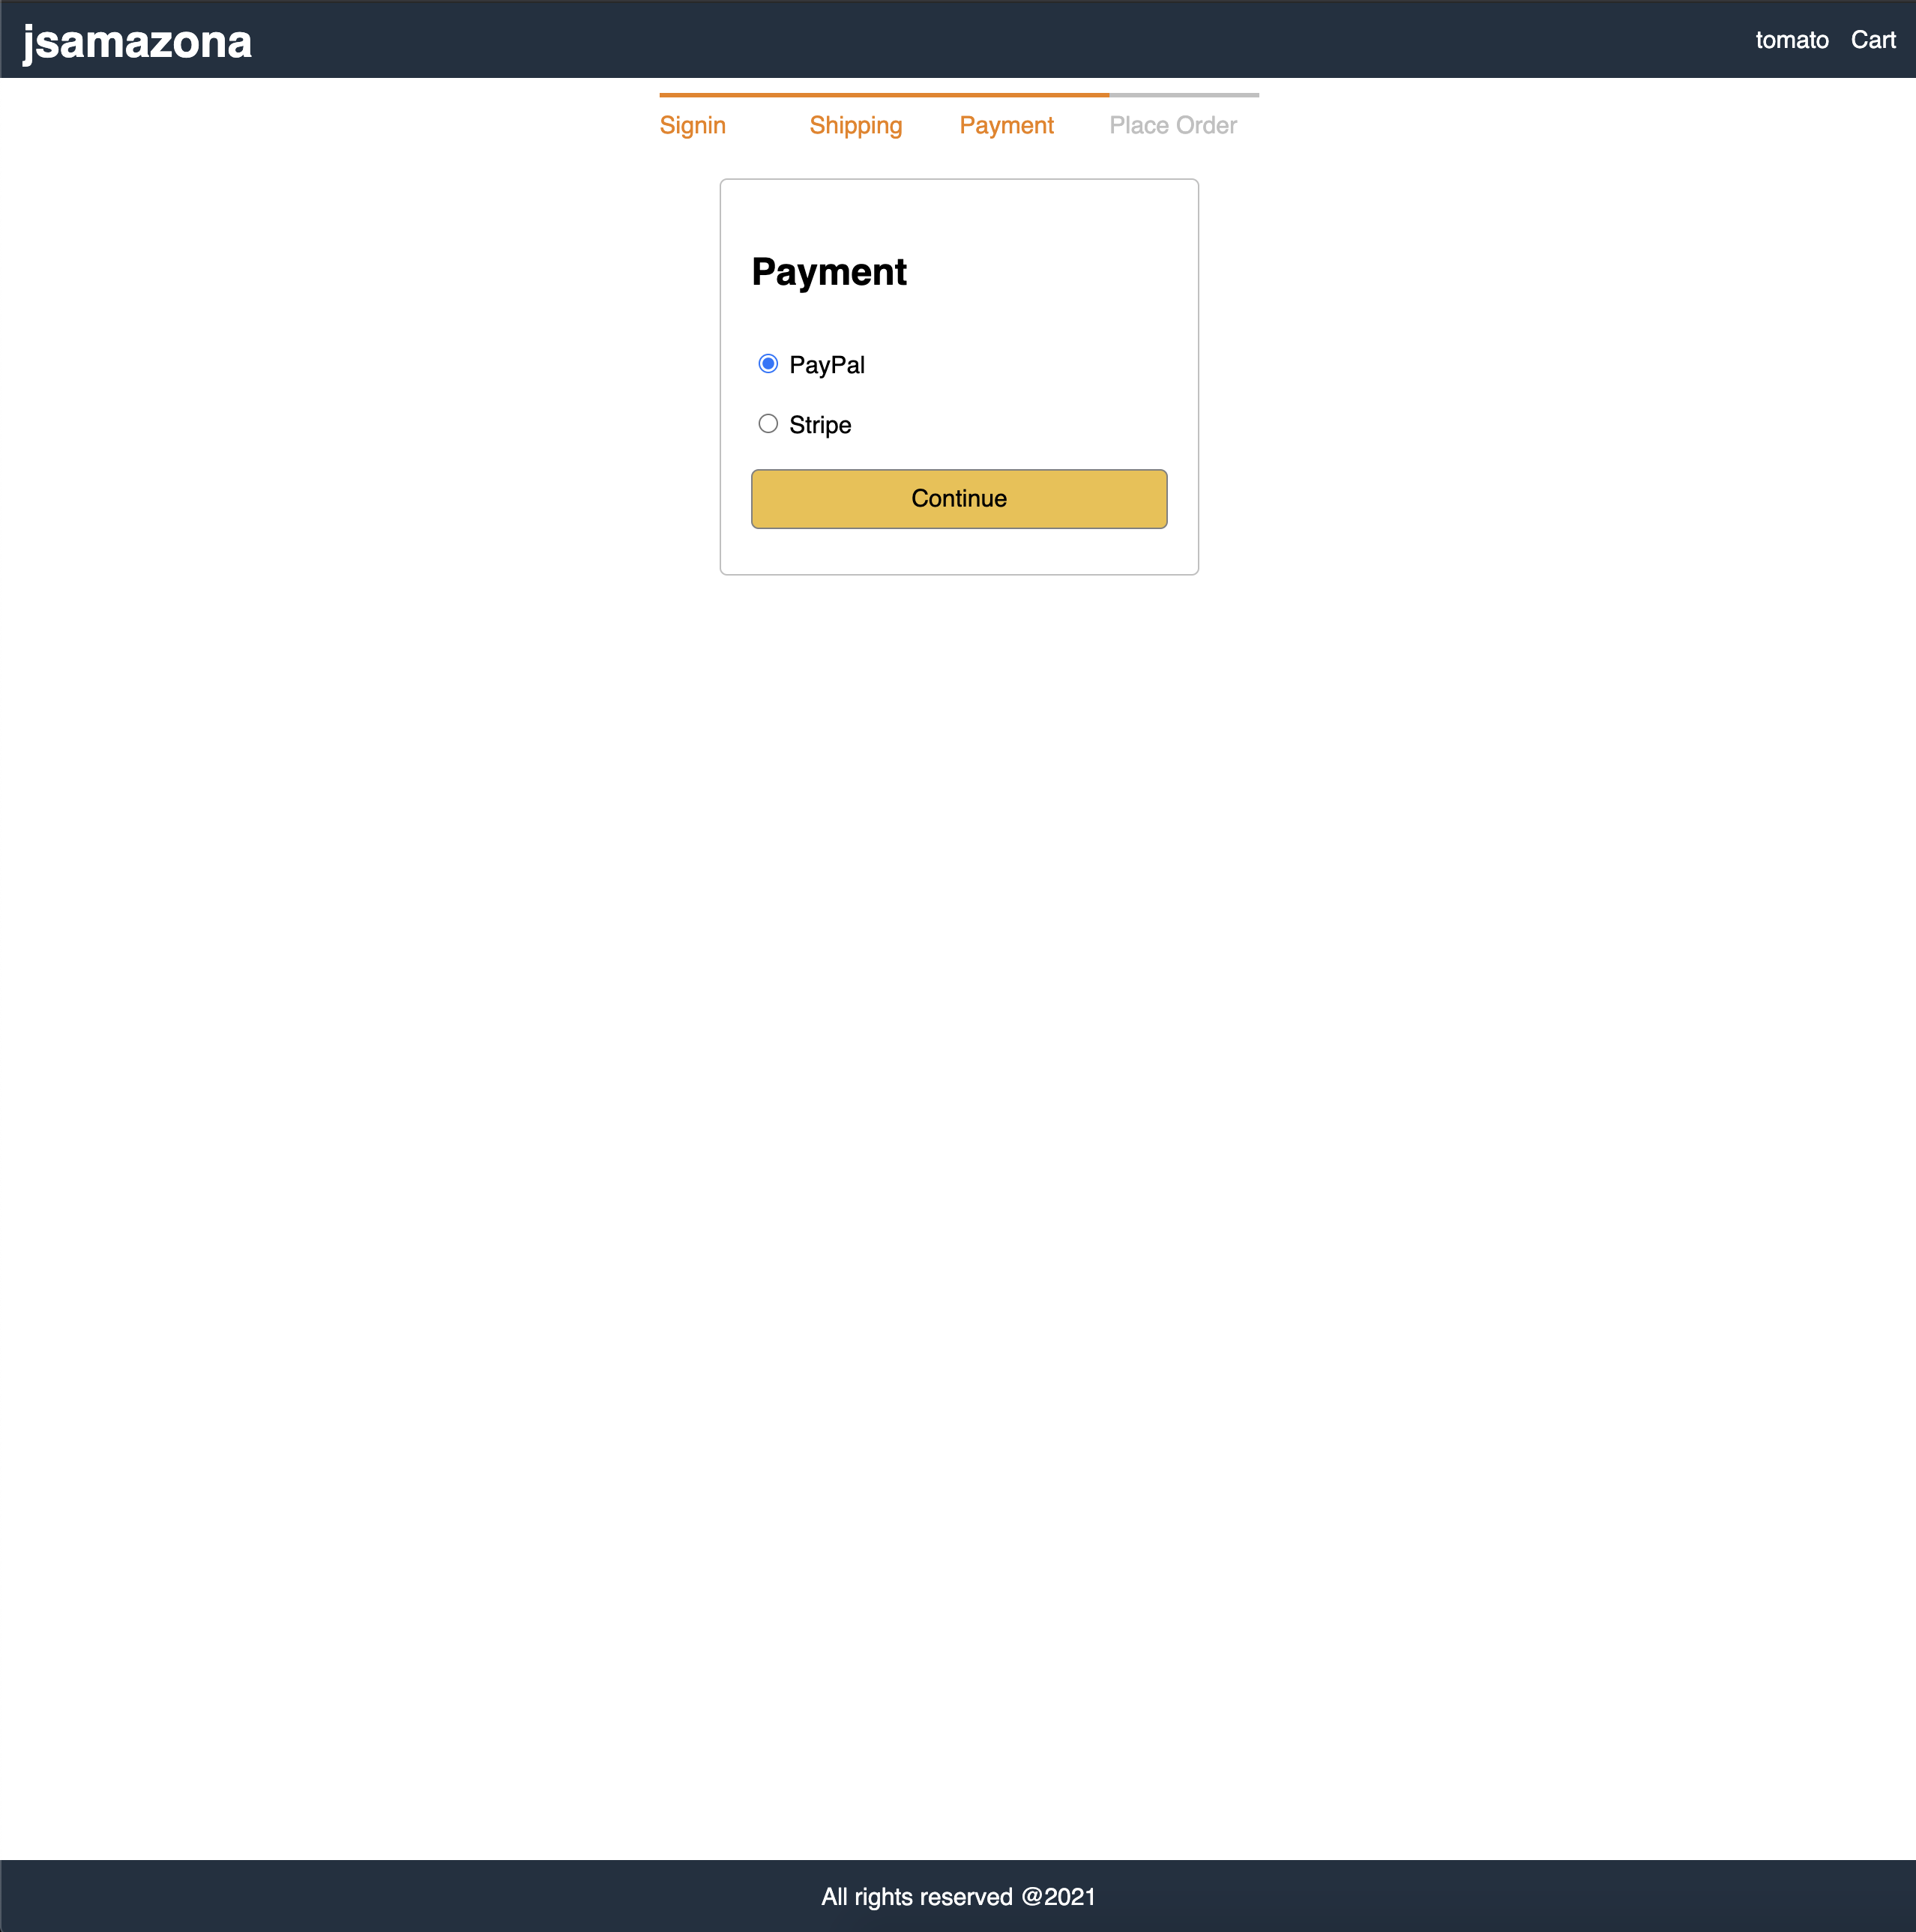 jsamazona
tomato Cart
Signin Shipping Payment Place Order
Payment
PayPal
Stripe
Continue
All rights reserved @2021